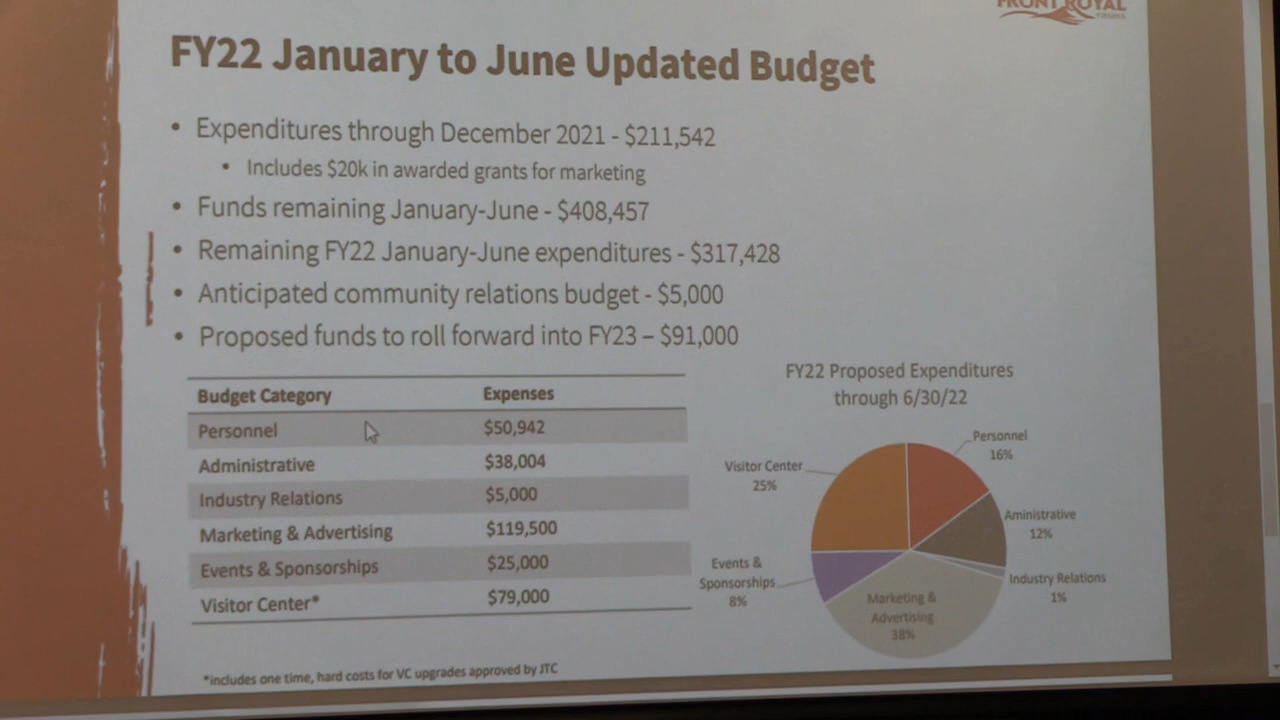 FRONT ROYAL
VIRGINIA
FY22 January to June Updated Budget
• Expenditures through December 2021 - $211,542
• Includes $20k in awarded grants for marketing
• Funds remaining January-June - $408,457
• Remaining FY22 January-June expenditures - $317,428
• Anticipated community relations budget - $5,000
• Proposed funds to roll forward into FY23 – $91,000
Budget Category Expenses
Personnel $50,942
Administrative $38,004
Industry Relations $5,000
Marketing & Advertising $119,500
Events & Sponsorships $25,000
Visitor Center* $79,000
*includes one time, hard costs for VC upgrades approved by JTC
FY22 Proposed Expenditures
through 6/30/22
Personnel
16%
Aministrative
12%
Industry Relations
1%
Marketing &
Advertising
38%
Events &
Sponsorships
8%
Visitor Center
25%